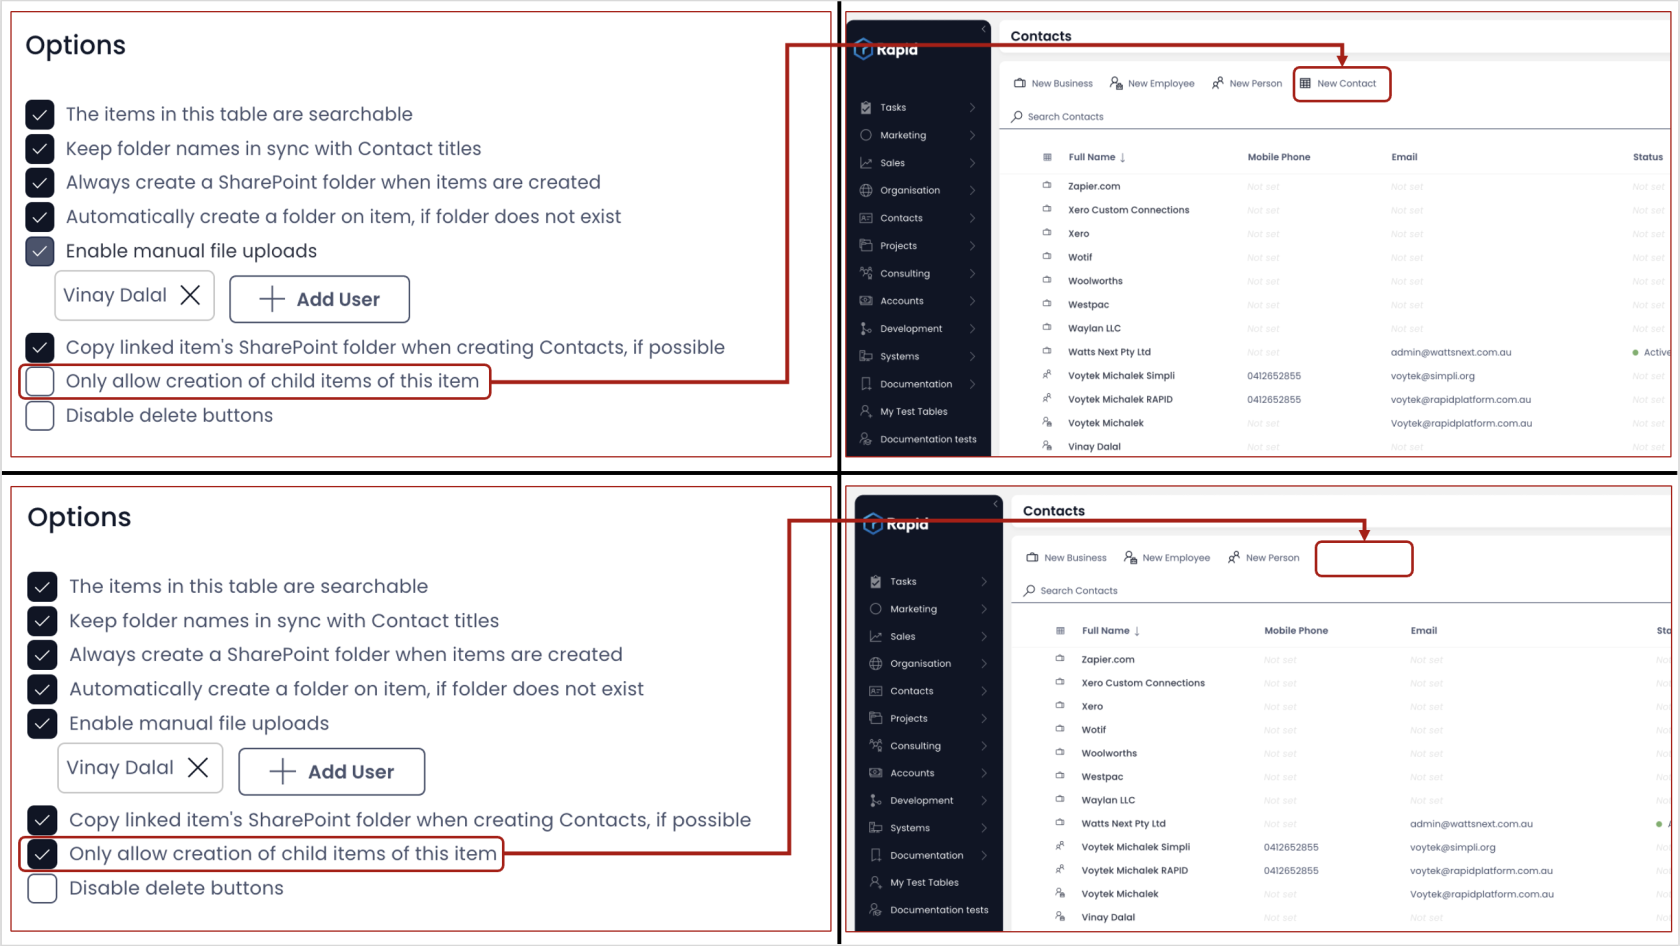 Options
The items in this table are searchable
Keep folder names in sync with Contact titles
Always create a SharePoint folder when items are created
Automatically create a folder on item, if folder does not exist
Enable manual file uploads
Vinay Dalal
Add User
Copy linked item's SharePoint folder when creating Contacts, if possible
Only allow creation of child items of this item
Disable delete buttons
Rapid
Tasks
Marketing
Sales
Organisation
Contacts
Projects
Consulting
Accounts
Development
Systems
Documentation
My Test Tables
Documentation tests
Contacts
New Business New Employee New Person New Contact
Search Contacts
Full Name Mobile Phone Email Status
Zapier.com Not set Not set Not set
Xero Custom Connections Not set Not set Not set
Xero Not set Not set Not set
Wotif Not set Not set Not set
Woolworths Not set Not set Not set
Westpac Not set Not set Not set
Waylan LLC Not set Not set Not set
Watts Next Pty Ltd Not set admin@wattsnext.com.au Active
Voytek Michalek Simpli 0412652855 voytek@simpli.org Not set
Voytek Michalek RAPID 0412652855 voytek@rapidplatform.com.au Not set
Voytek Michalek Not set Voytek@rapidplatform.com.au Not set
Vinay Dalal Not set Not set Not set
Options
The items in this table are searchable
Keep folder names in sync with Contact titles
Always create a SharePoint folder when items are created
Automatically create a folder on item, if folder does not exist
Enable manual file uploads
Vinay Dalal
Add User
Copy linked item's SharePoint folder when creating Contacts, if possible
Only allow creation of child items of this item
Disable delete buttons
Rapid
Tasks
Marketing
Sales
Organisation
Contacts
Projects
Consulting
Accounts
Development
Systems
Documentation
My Test Tables
Documentation tests
Contacts
New Business New Employee New Person
Search Contacts
Full Name Mobile Phone Email Sta
Zapier.com Not set Not set No
Xero Custom Connections Not set Not set No
Xero Not set Not set No
Wotif Not set Not set No
Woolworths Not set Not set No
Westpac Not set Not set No
Waylan LLC Not set Not set No
Watts Next Pty Ltd Not set admin@wattsnext.com.au A
Voytek Michalek Simpli 0412652855 voytek@simpli.org No
Voytek Michalek RAPID 0412652855 voytek@rapidplatform.com.au No
Voytek Michalek Not set Voytek@rapidplatform.com.au No
Vinay Dalal Not set Not set No